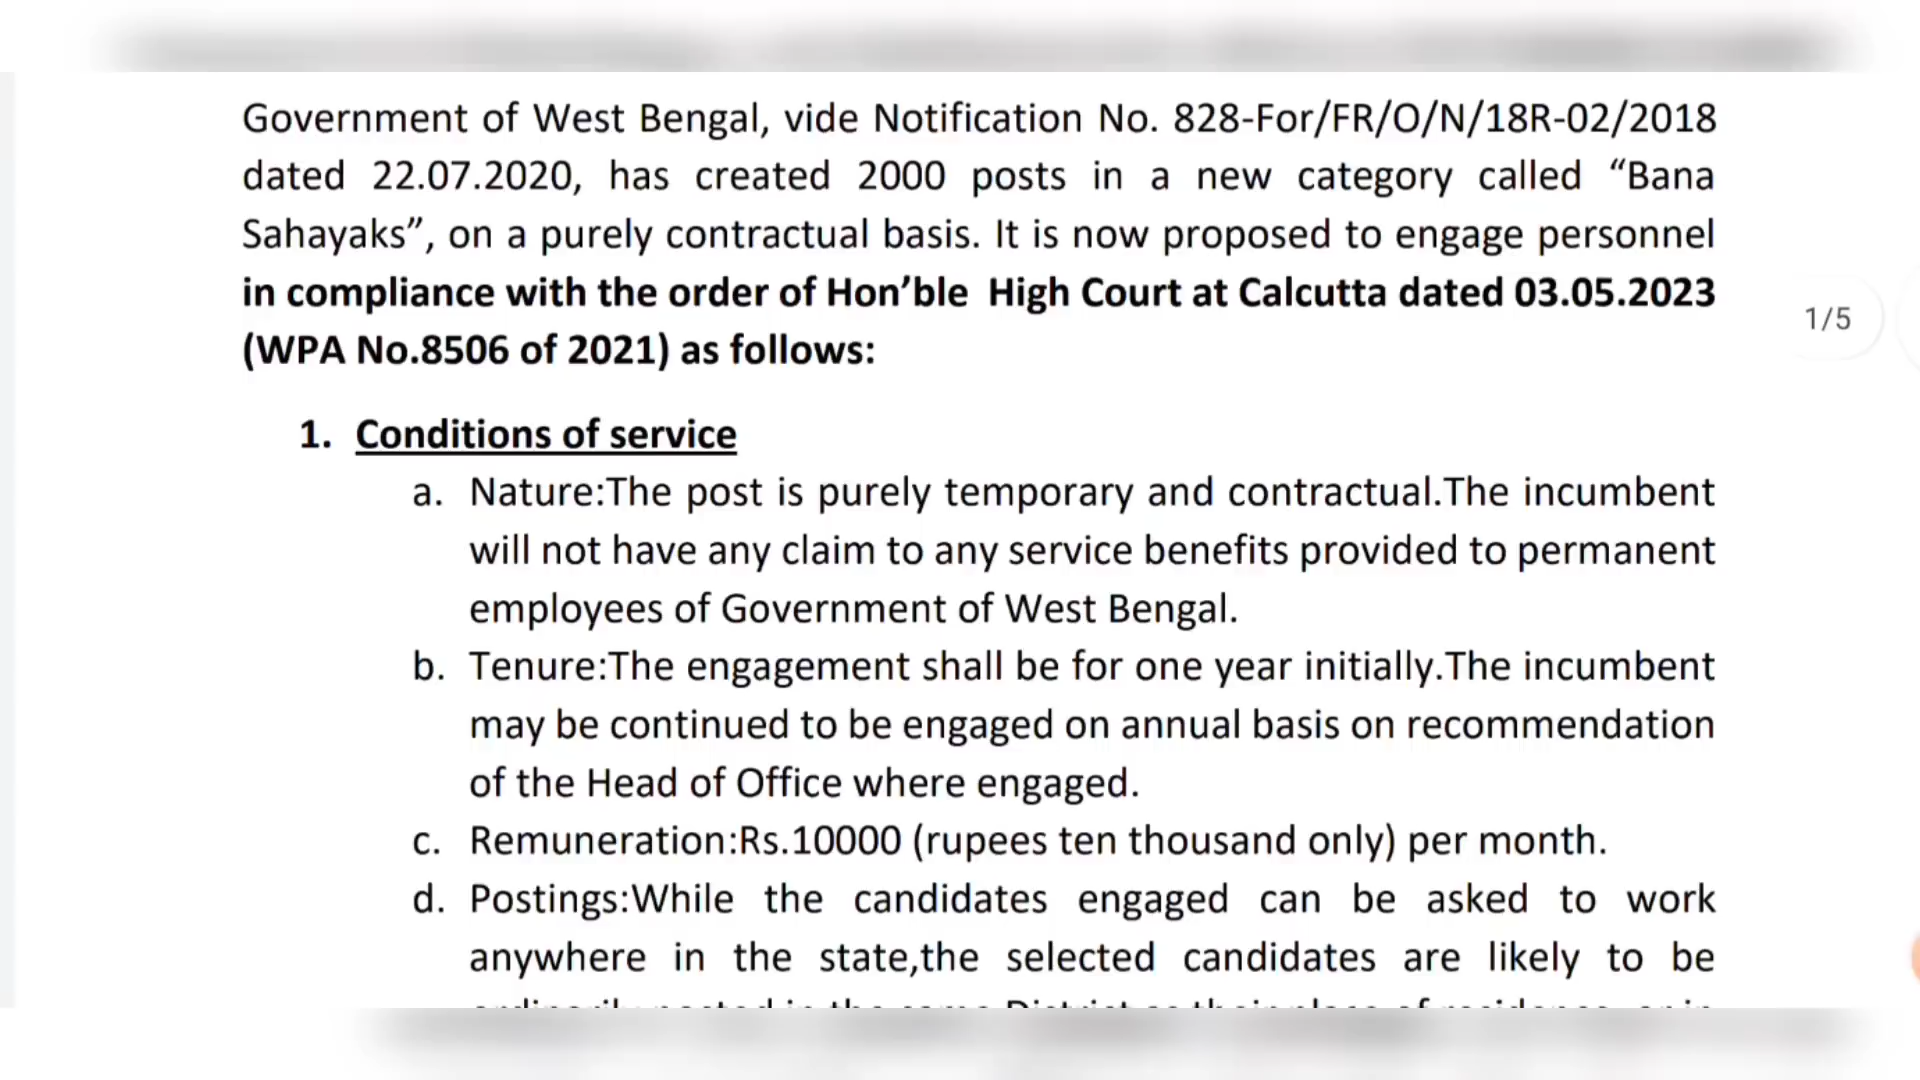 Government of West Bengal, vide Notification No. 828-For/FR/O/N/18R-02/2018
dated 22.07.2020, has created 2000 posts in a new category called “Bana
Sahayaks”, on a purely contractual basis. It is now proposed to engage personnel
in compliance with the order of Hon’ble High Court at Calcutta dated 03.05.2023
(WPA No.8506 of 2021) as follows:
1/5
1. Conditions of service
a. Nature:The post is purely temporary and contractual.The incumbent
will not have any claim to any service benefits provided to permanent
employees of Government of West Bengal.
b. Tenure:The engagement shall be for one year initially.The incumbent
may be continued to be engaged on annual basis on recommendation
of the Head of Office where engaged.
c. Remuneration:Rs.10000 (rupees ten thousand only) per month.
d. Postings:While the candidates engaged can be asked to work
anywhere in the state,the selected candidates are likely to be